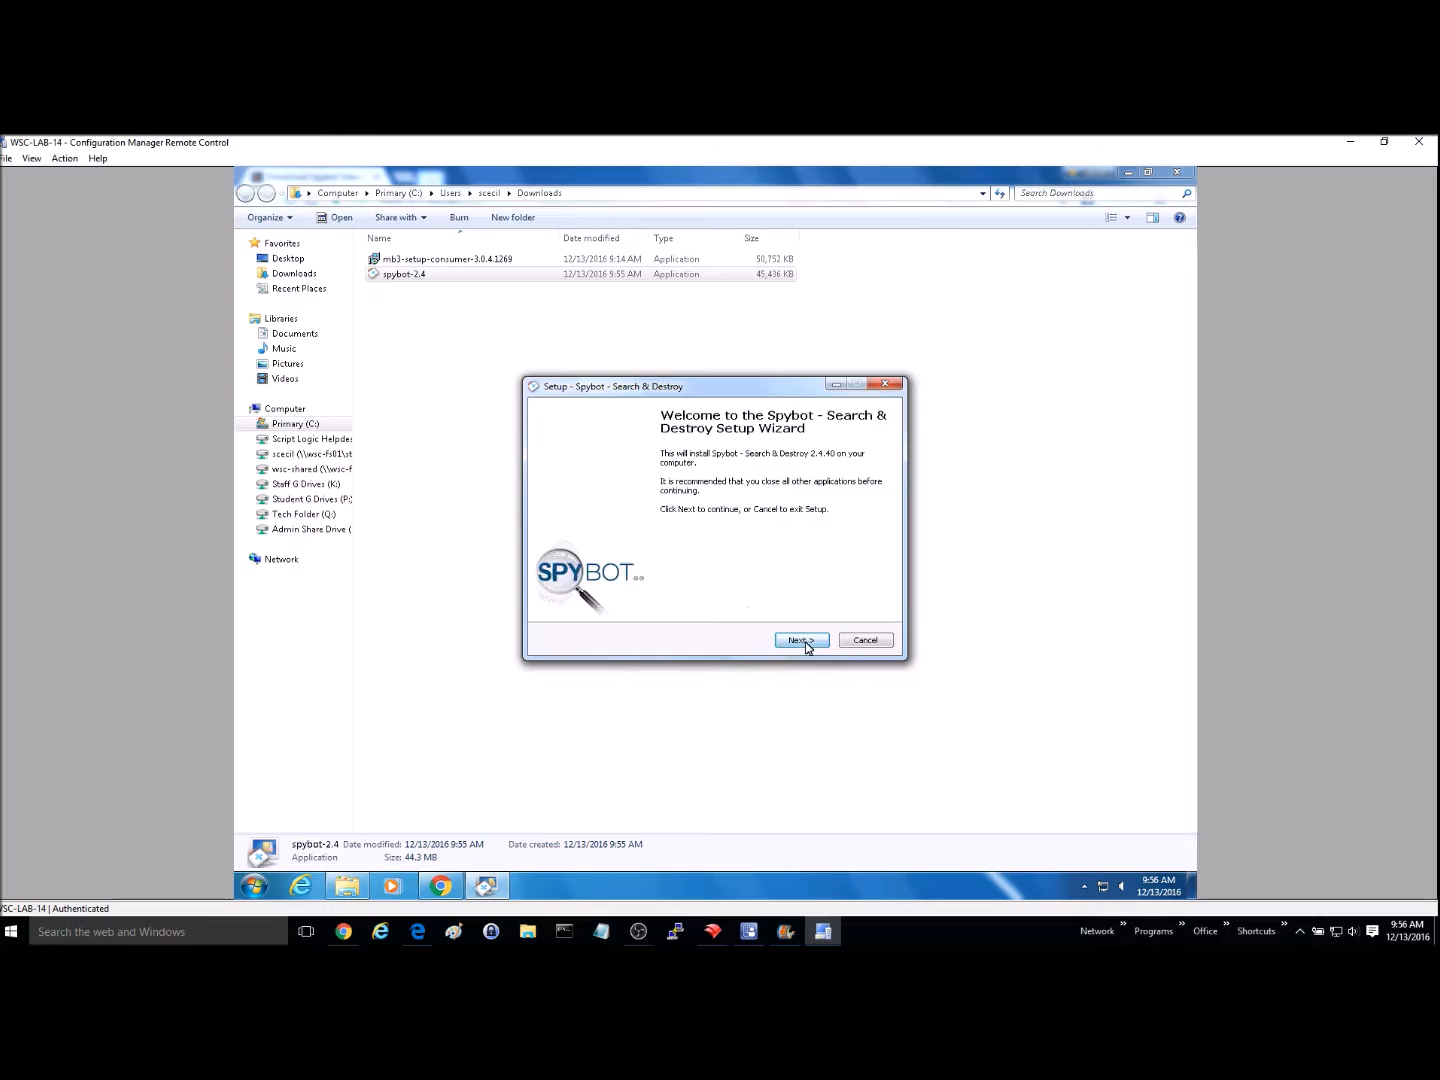 WSC-LAB-14 - Configuration Manager Remote Control
File View Action Help
Computer Primary (C:) Users scecil Downloads
Search Downloads
Organize Open Share with Burn New folder
Name Date modified Type Size
mb3-setup-consumer-3.0.4.1269 12/13/2016 9:14 AM Application 50,752 KB
spybot-2.4 12/13/2016 9:55 AM Application 45,436 KB
Favorites
Desktop
Downloads
Recent Places
Libraries
Documents
Music
Pictures
Videos
Computer
Primary (C:)
Script Logic Helpdes
scecil (\\wsc-fs01\st
wsc-shared (\\wsc-f
Staff G Drives (K:)
Student G Drives (P:
Tech Folder (Q:)
Admin Share Drive (
Network
Setup - Spybot - Search & Destroy
Welcome to the Spybot - Search &
Destroy Setup Wizard
This will install Spybot - Search & Destroy 2.4.40 on your
computer.
It is recommended that you close all other applications before
continuing.
Click Next to continue, or Cancel to exit Setup.
SPYBOT
Next >
Cancel
spybot-2.4 Date modified: 12/13/2016 9:55 AM Date created: 12/13/2016 9:55 AM
Application Size: 44.3 MB
9:56 AM
12/13/2016
WSC-LAB-14 | Authenticated
Search the web and Windows
Network Programs Office Shortcuts
9:56 AM
12/13/2016